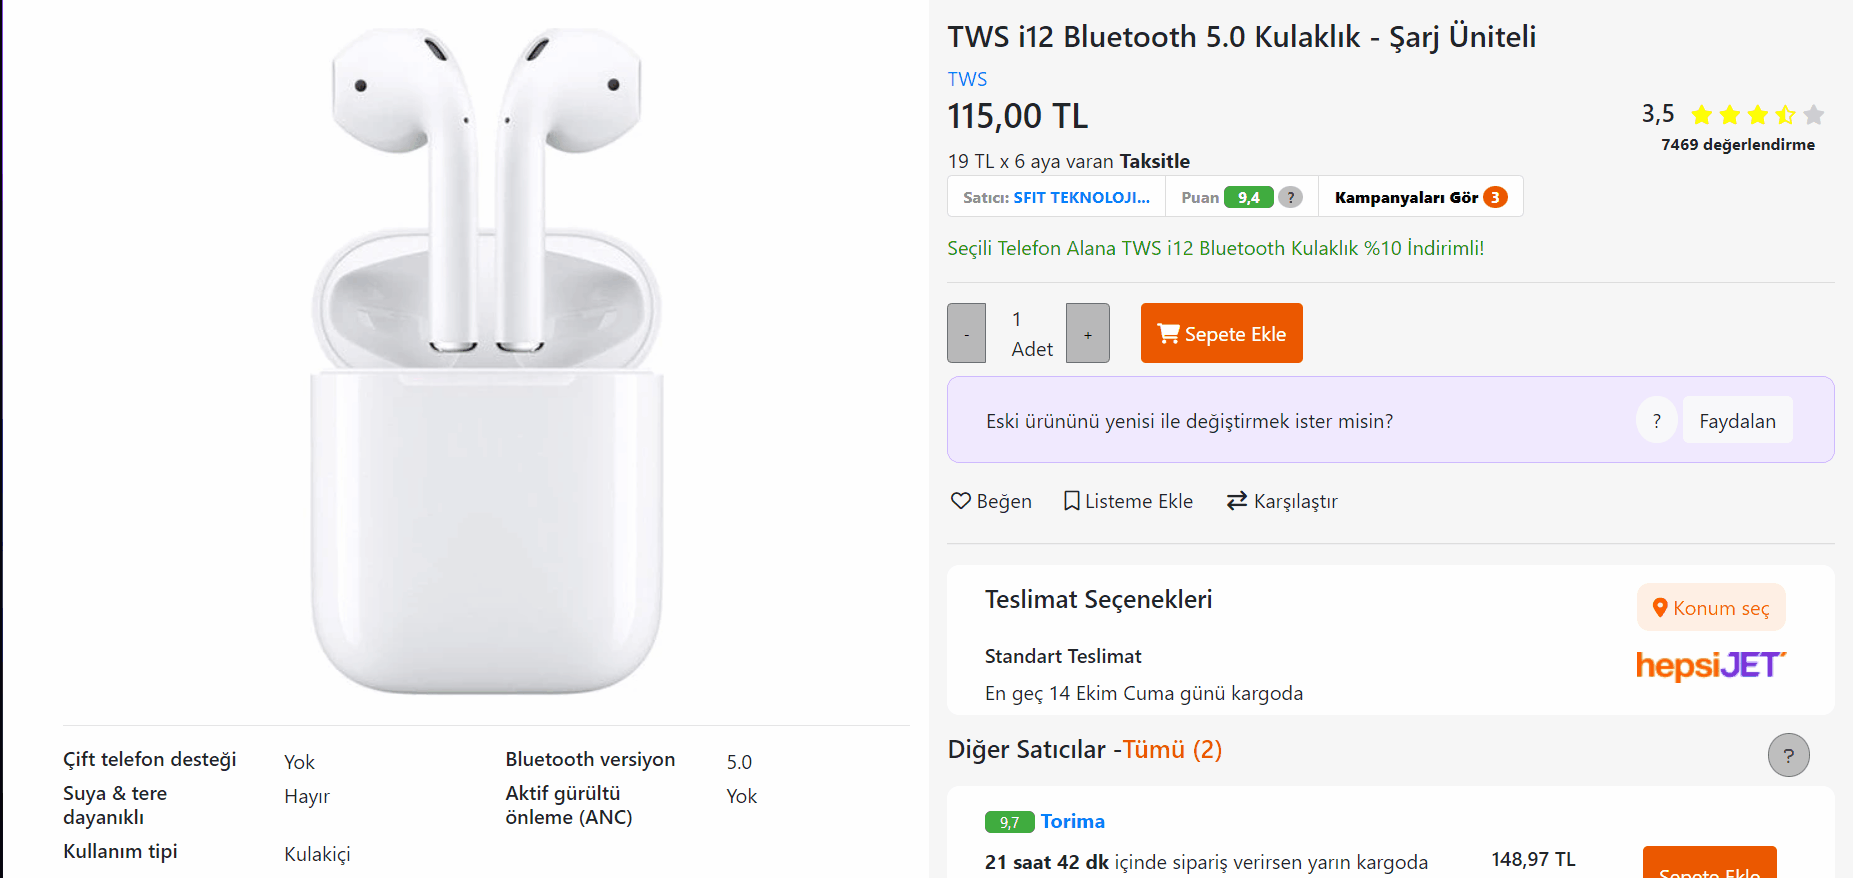 TWS i12 Bluetooth 5.0 Kulaklık - Şarj Üniteli
TWS
115,00 TL
3,5
7469 değerlendirme
19 TL x 6 aya varan Taksitle
Satıcı: SFIT TEKNOLOJI... Puan 9,4 ? Kampanyaları Gör 3
Seçili Telefon Alana TWS i12 Bluetooth Kulaklık %10 İndirimli!
- 1 Adet + Sepete Ekle
Eski ürününü yenisi ile değiştirmek ister misin? ? Faydalan
Beğen Listeme Ekle Karşılaştır
Teslimat Seçenekleri
Konum seç
Standart Teslimat
hepsiJET
En geç 14 Ekim Cuma günü kargoda
Diğer Satıcılar -Tümü (2) ?
9,7 Torima
21 saat 42 dk içinde sipariş verirsen yarın kargoda
148,97 TL
Sepete Ekle
Çift telefon desteği Yok
Bluetooth versiyon 5.0
Suya & tere
dayanıklı Hayır
Aktif gürültü
önleme (ANC) Yok
Kullanım tipi Kulakiçi